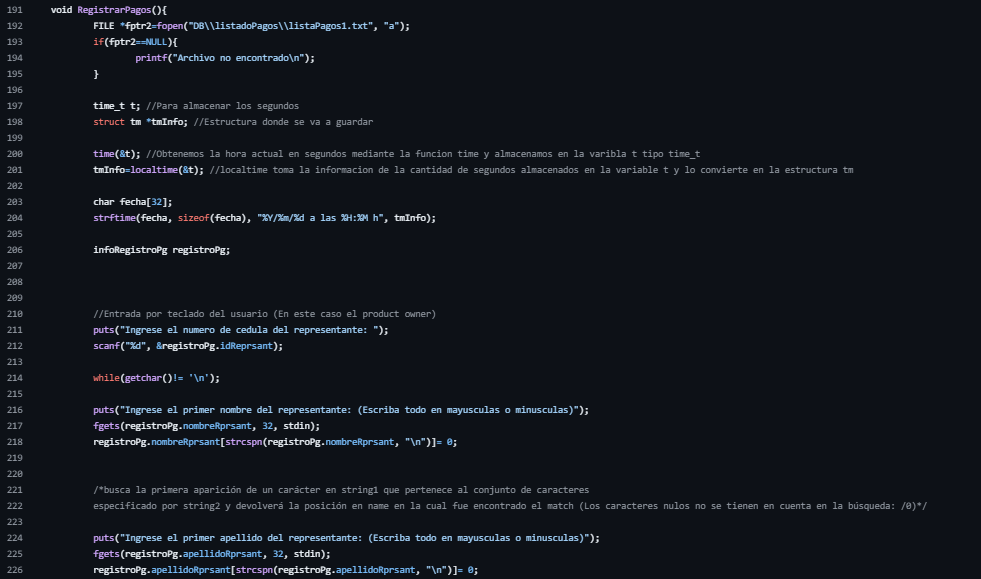 191 void RegistrarPagos(){
192 FILE *fptr2=fopen("DB\\listadoPagos\\listaPagos1.txt", "a");
193 if(fptr2==NULL){
194 printf("Archivo no encontrado\n");
195 }
196
197 time_t t; //Para almacenar los segundos
198 struct tm *tmInfo; //Estructura donde se va a guardar
199
200 time(&t); //Obtenemos la hora actual en segundos mediante la funcion time y almacenamos en la varibla t tipo time_t
201 tmInfo=localtime(&t); //localtime toma la informacion de la cantidad de segundos almacenados en la variable t y lo convierte en la estructura tm
202
203 char fecha[32];
204 strftime(fecha, sizeof(fecha), "%Y/%m/%d a las %H:%M h", tmInfo);
205
206 infoRegistroPg registroPg;
207
208
209
210 //Entrada por teclado del usuario (En este caso el product owner)
211 puts("Ingrese el numero de cedula del representante: ");
212 scanf("%d", &registroPg.idReprsant);
213
214 while(getchar()!= '\n');
215
216 puts("Ingrese el primer nombre del representante: (Escriba todo en mayusculas o minusculas)");
217 fgets(registroPg.nombreRprsant, 32, stdin);
218 registroPg.nombreRprsant[strcspn(registroPg.nombreRprsant, "\n")]= 0;
219
220
221 /*busca la primera aparición de un carácter en string1 que pertenece al conjunto de caracteres
222 especificado por string2 y devolverá la posición en name en la cual fue encontrado el match (Los caracteres nulos no se tienen en cuenta en la búsqueda: /0)*/
223
224 puts("Ingrese el primer apellido del representante: (Escriba todo en mayusculas o minusculas)");
225 fgets(registroPg.apellidoRprsant, 32, stdin);
226 registroPg.apellidoRprsant[strcspn(registroPg.apellidoRprsant, "\n")]= 0;